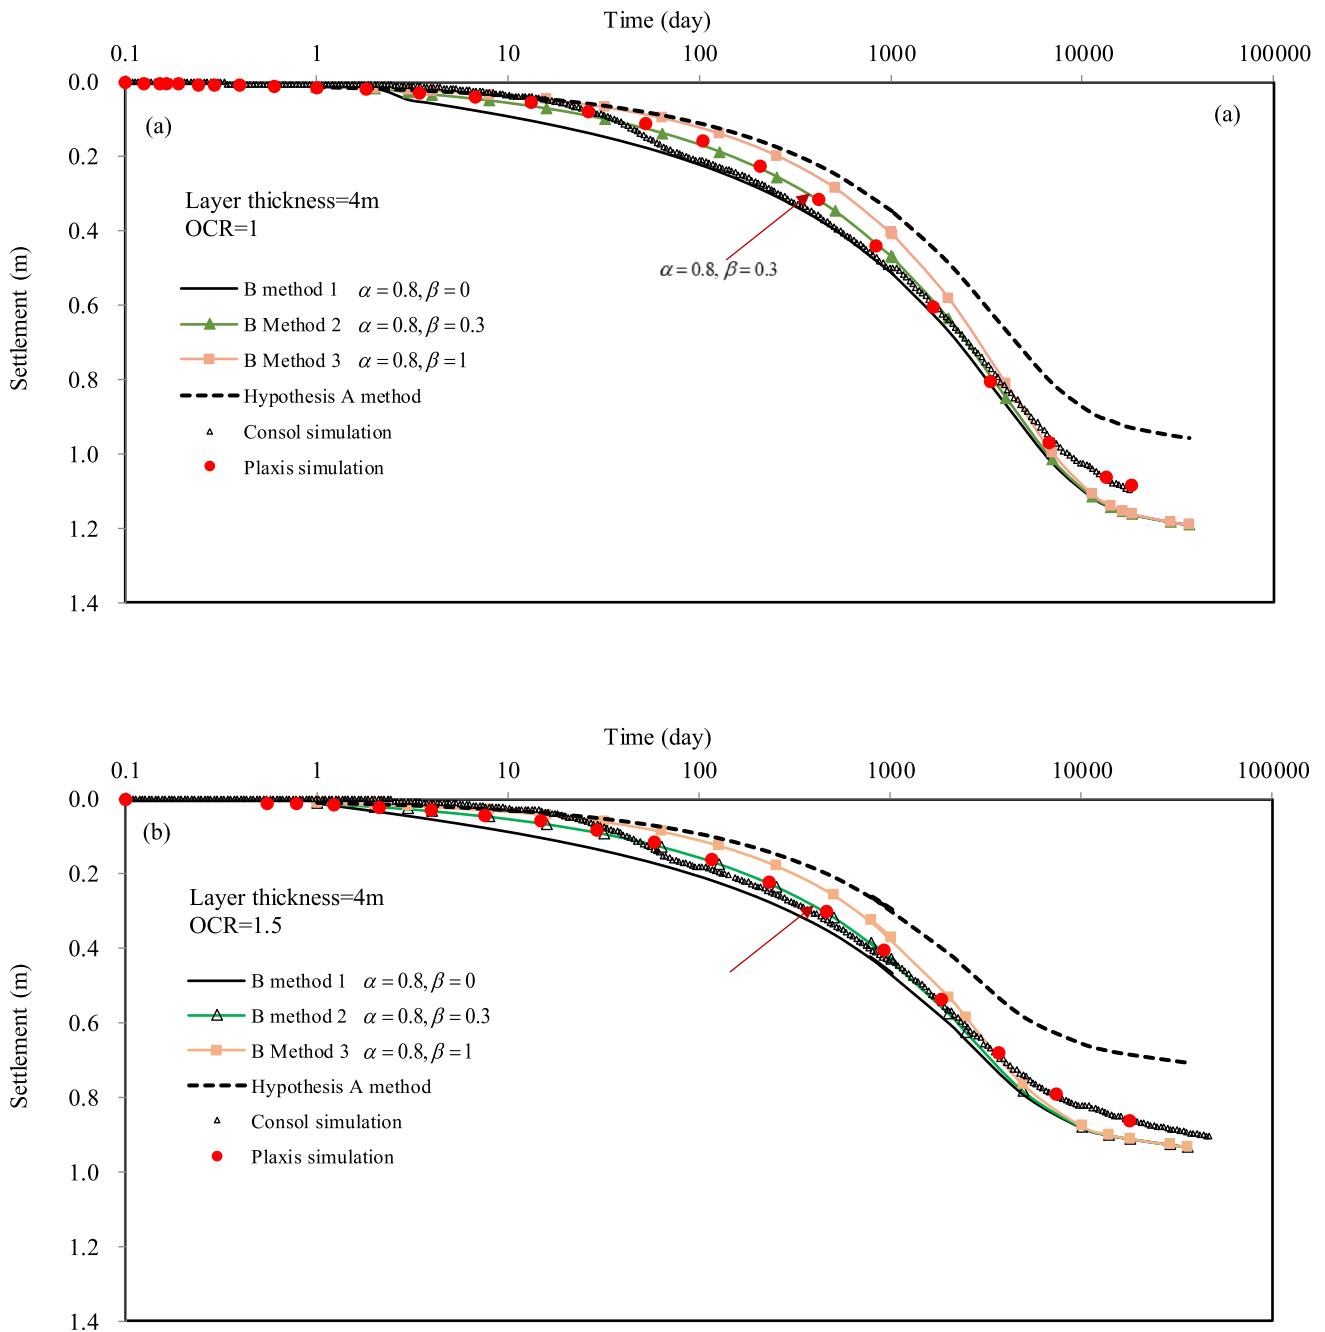 Time (day)
0.1 1 10 100 1000 10000 100000
0.0
(a) (a)
0.2
Layer thickness=4m
OCR=1
0.4
α = 0.8, β = 0.3
Settlement (m)
B method 1 α = 0.8, β = 0
0.6
B Method 2 α = 0.8, β = 0.3
B Method 3 α = 0.8, β = 1
0.8
Hypothesis A method
Consol simulation
1.0
Plaxis simulation
1.2
1.4
Time (day)
0.1 1 10 100 1000 10000 100000
0.0
(b)
0.2
Layer thickness=4m
OCR=1.5
0.4
Settlement (m)
B method 1 α = 0.8, β = 0
B method 2 α = 0.8, β = 0.3
0.6
B Method 3 α = 0.8, β = 1
Hypothesis A method
0.8
Consol simulation
Plaxis simulation
1.0
1.2
1.4